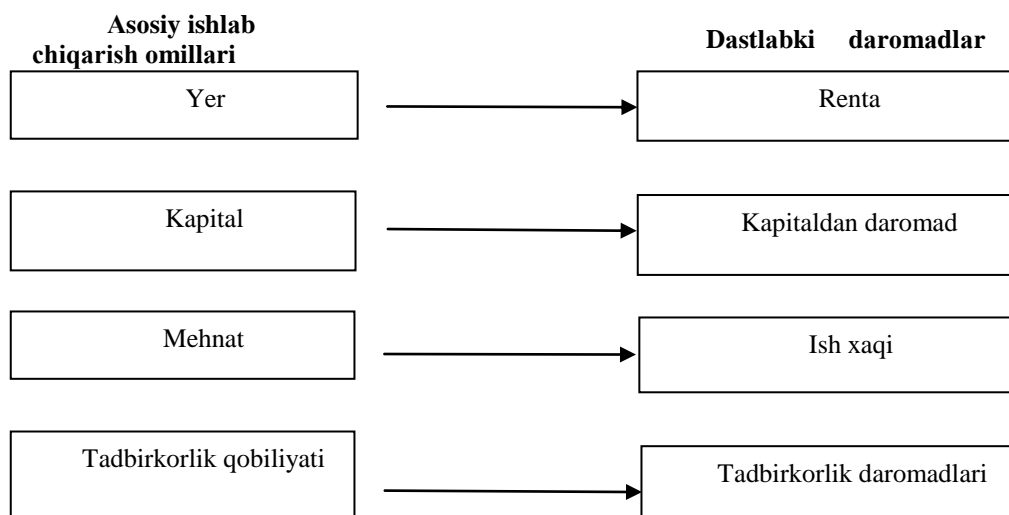 Asosiy ishlab
chiqarish omillari
Dastlabki daromadlar
Yer
Renta
Kapital
Kapitaldan daromad
Mehnat
Ish xaqi
Tadbirkorlik qobiliyati
Tadbirkorlik daromadlari